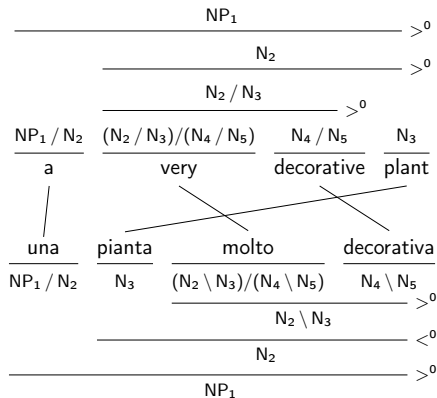 NP₁
>⁰
N₂
>⁰
N₂ / N₃
>⁰
NP₁ / N₂ (N₂ / N₃)/(N₄ / N₅) N₄ / N₅ N₃
a very decorative plant
una pianta molto decorativa
NP₁ / N₂ N₃ (N₂ \ N₃)/(N₄ \ N₅) N₄ \ N₅
>⁰
N₂ \ N₃
<⁰
N₂
>⁰
NP₁